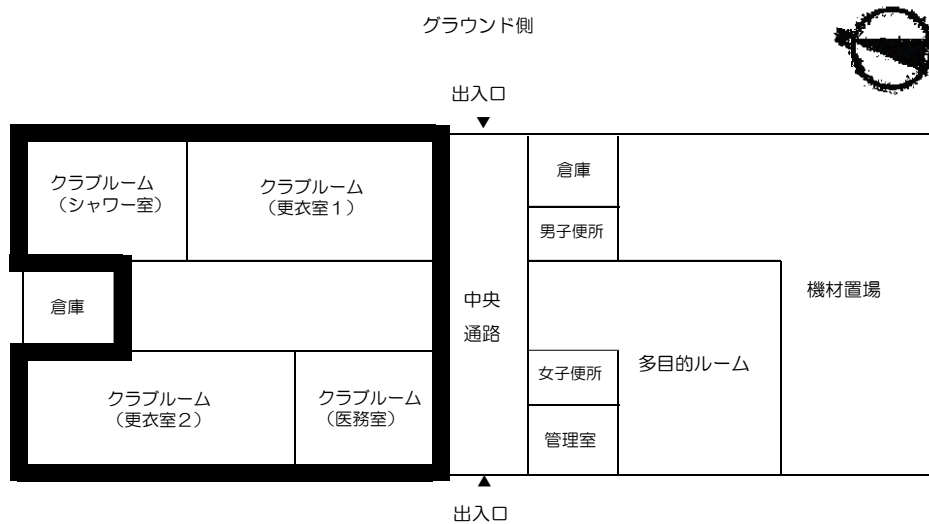 グラウンド側
出入口
クラブルーム
(シャワー室)
クラブルーム
(更衣室1)
倉庫
クラブルーム
(更衣室2)
クラブルーム
(医務室)
中央
通路
倉庫
男子便所
女子便所
管理室
多目的ルーム
機材置場
出入口